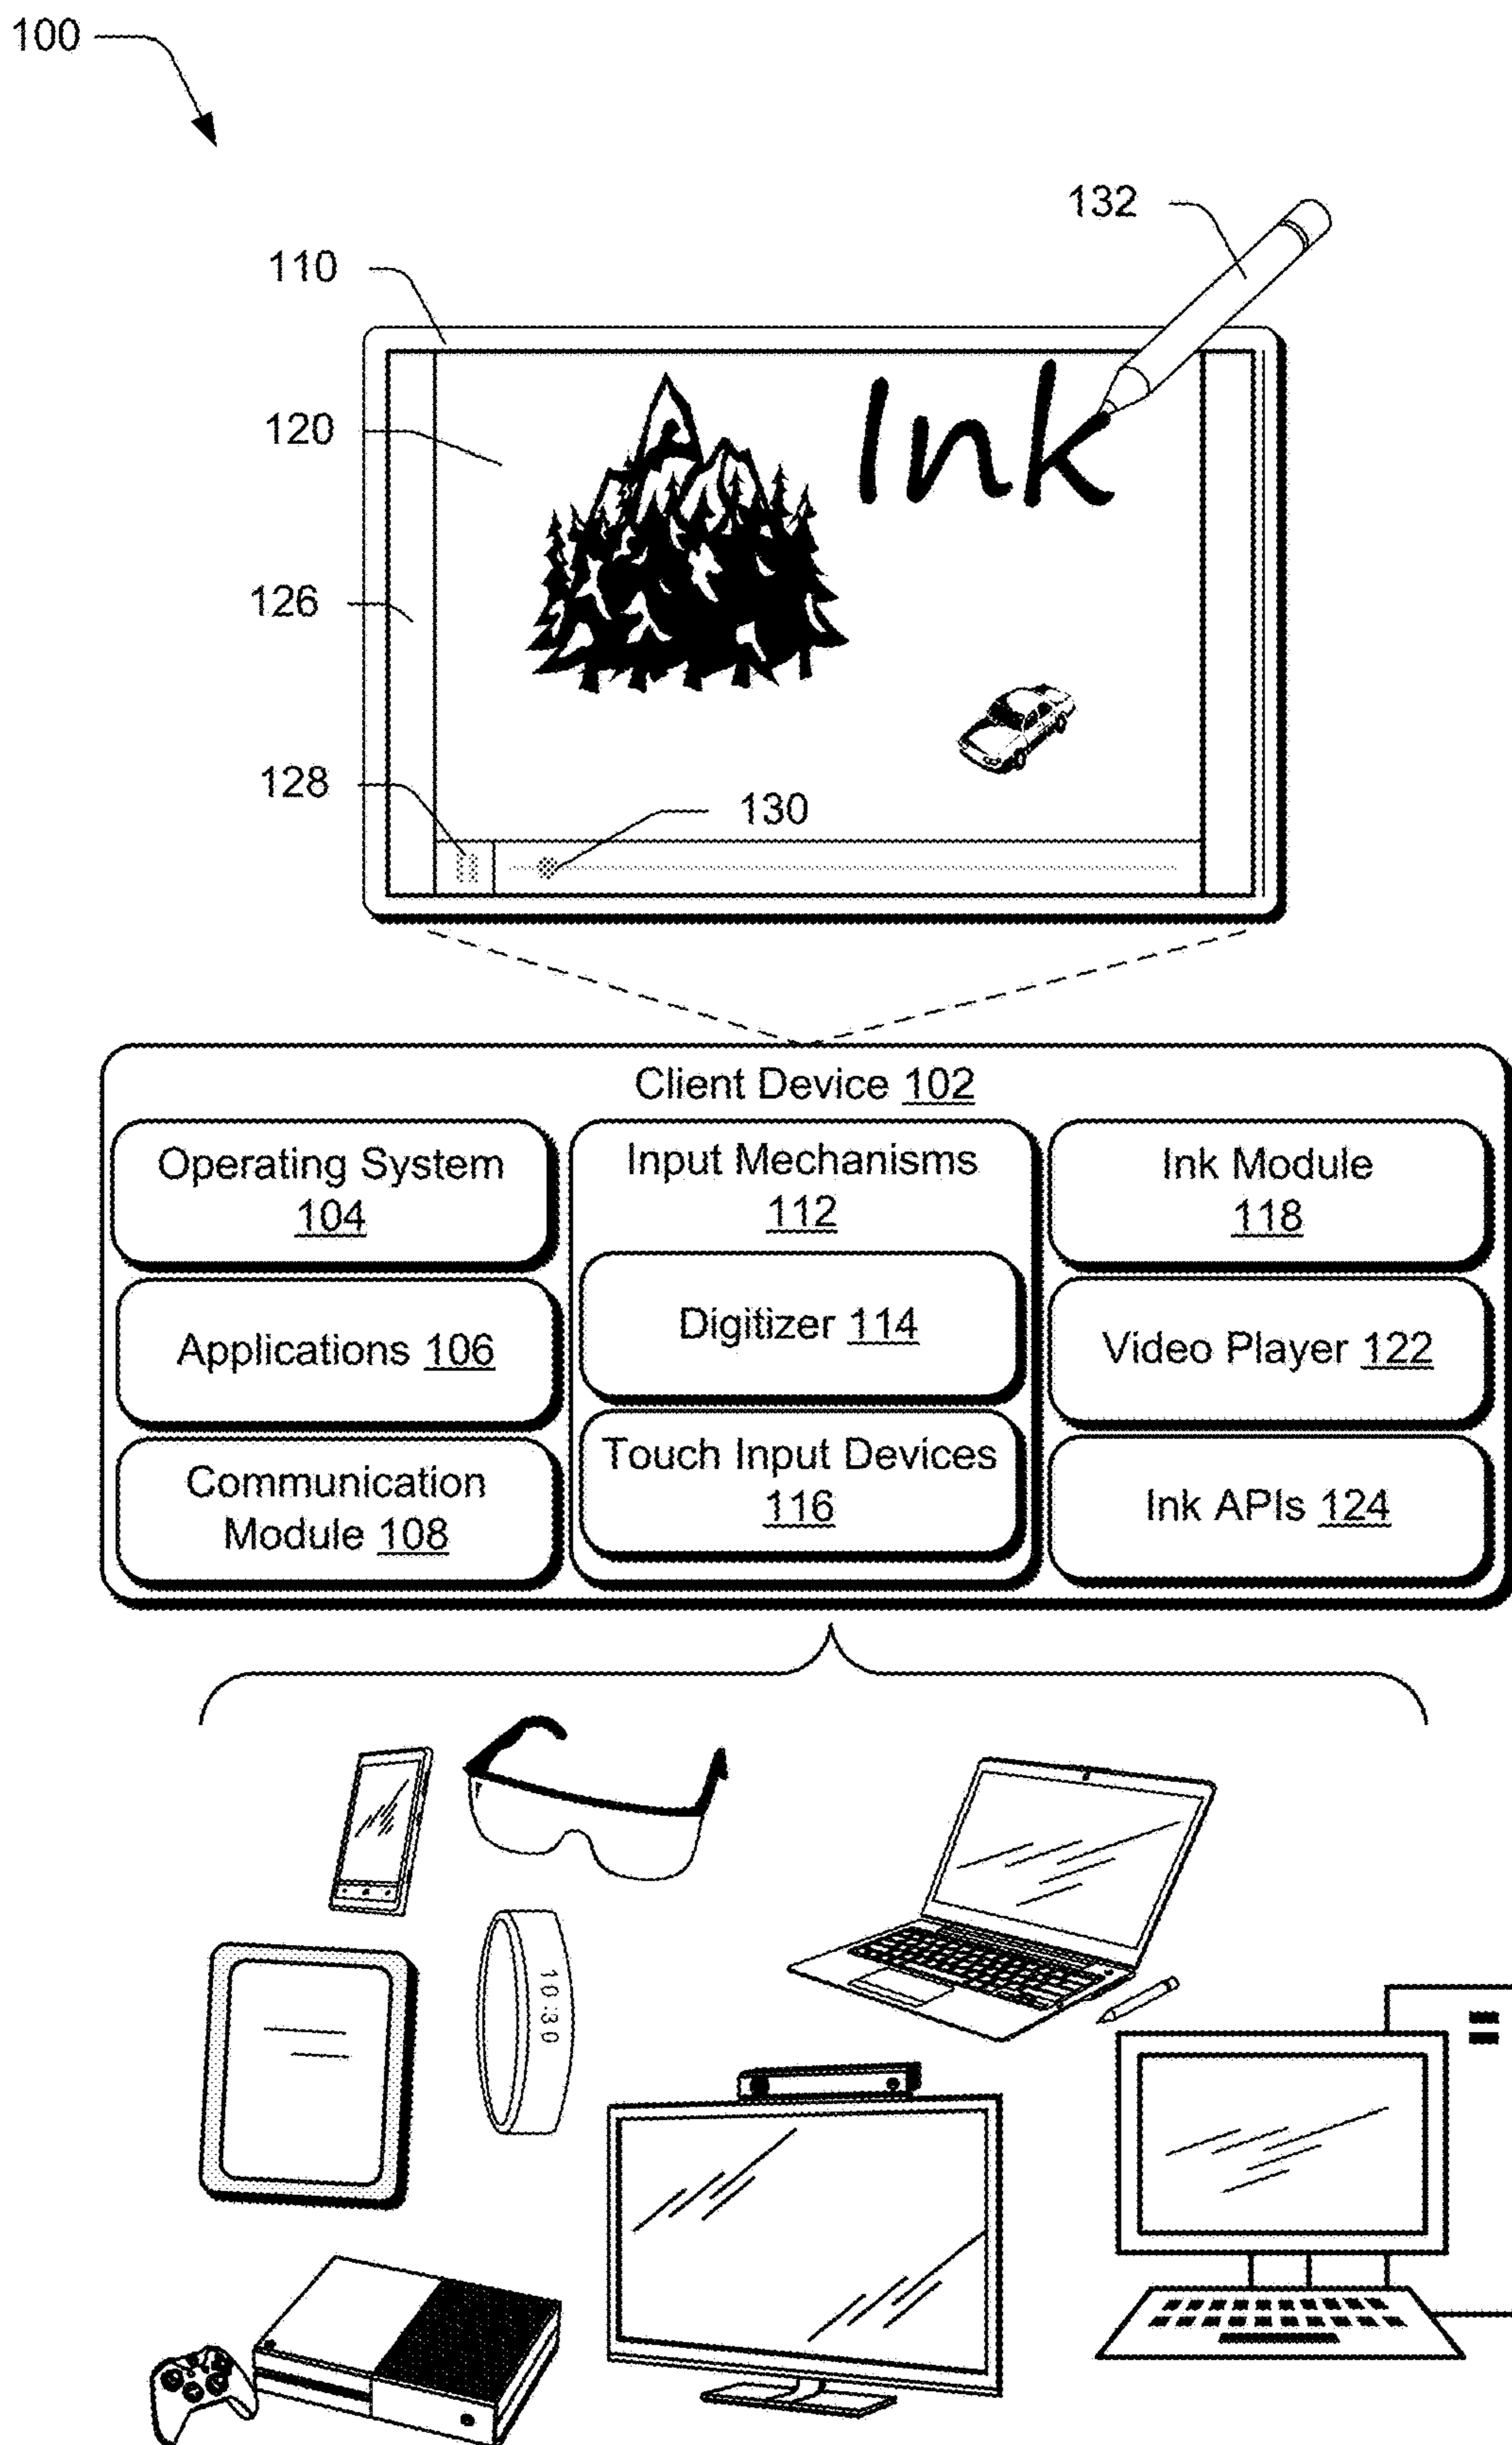 100
132
110
Ink
120
126
128
130
Client Device 102
Operating System
104
Applications 106
Communication
Module 108
Input Mechanisms
112
Digitizer 114
Touch Input Devices
116
Ink Module
118
Video Player 122
Ink APIs 124
10:30